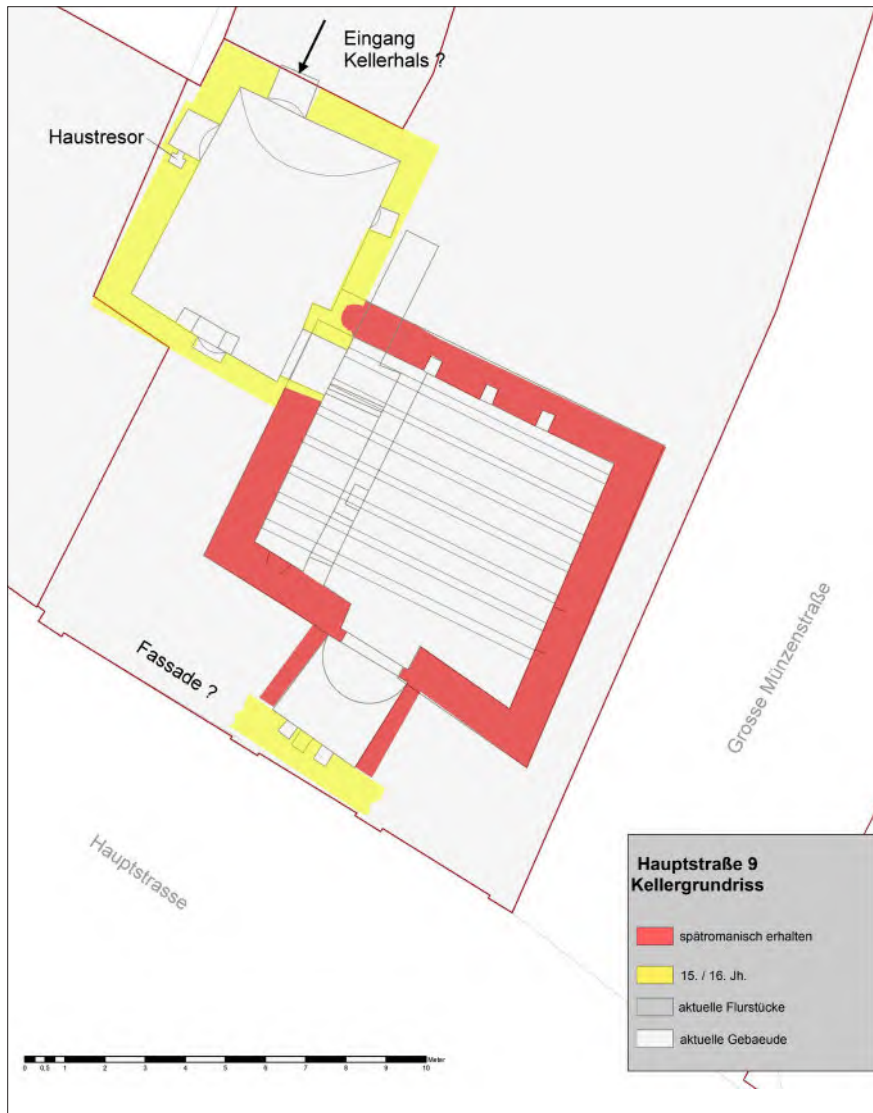 Eingang
Kellerhals ?
Haustresor
Fassade ?
Grosse Münzenstraße
Hauptstrasse
Hauptstraße 9
Kellergrundriss
spätromanisch erhalten
15. / 16. Jh.
aktuelle Flurstücke
aktuelle Gebaeude
0 0,5 1 2 3 4 5 6 7 8 9 10 Meter